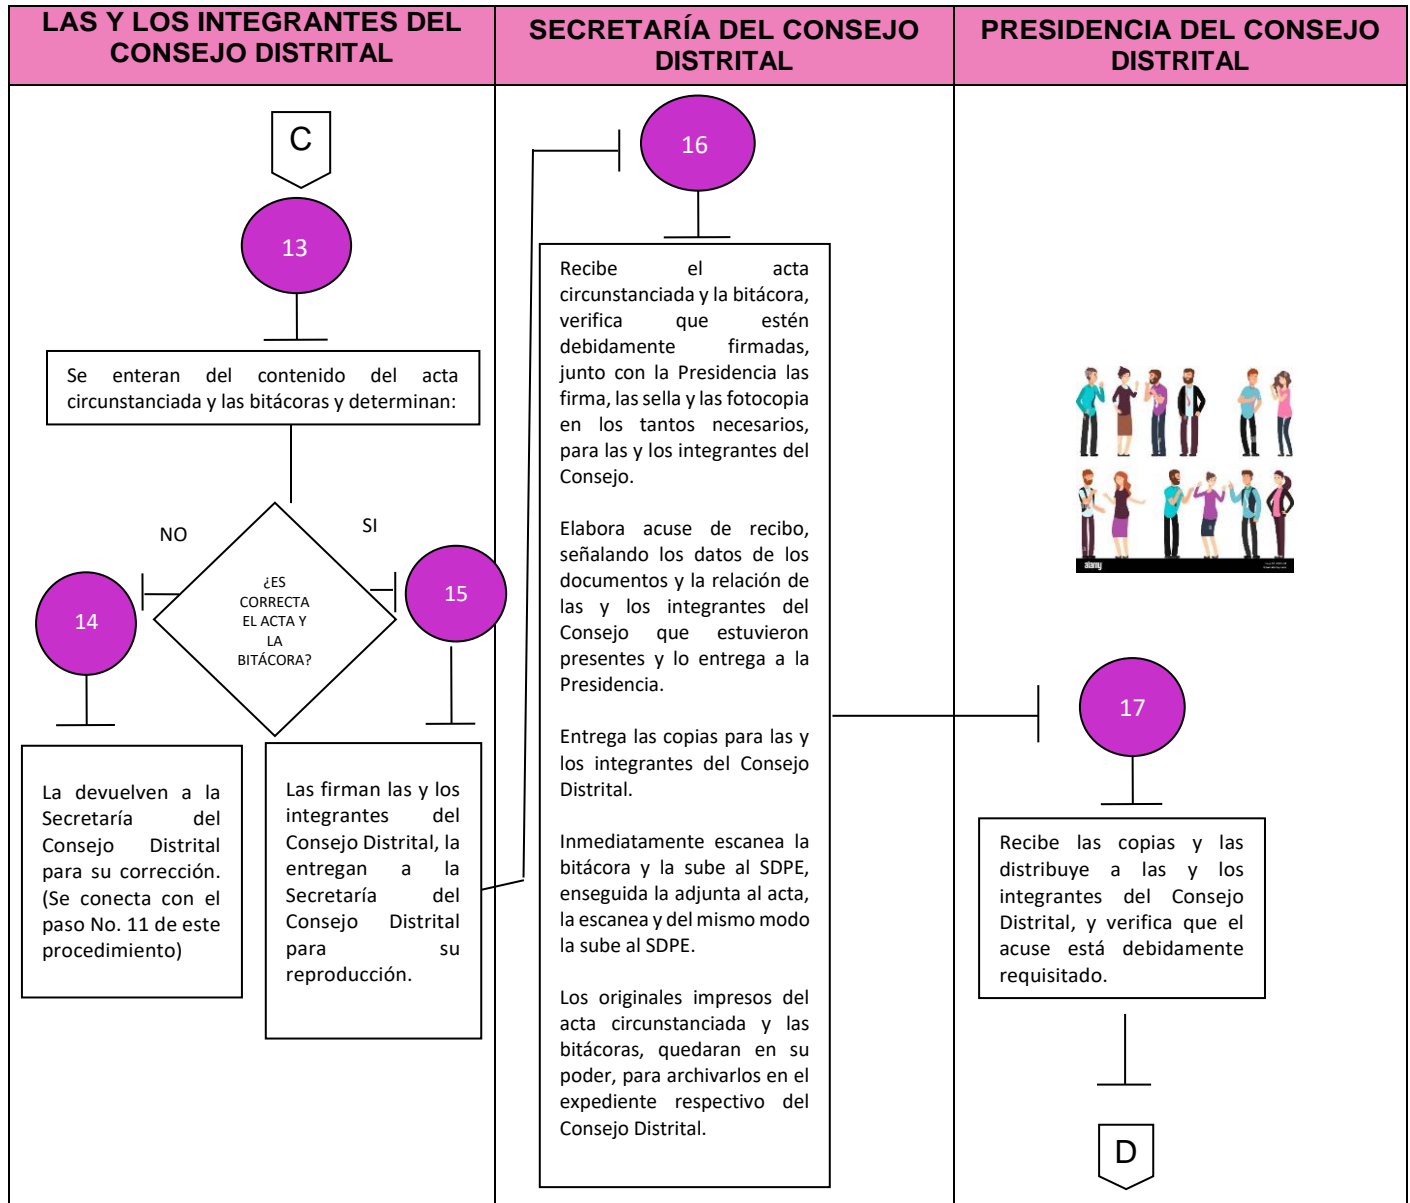 LAS Y LOS INTEGRANTES DEL
CONSEJO DISTRITAL
SECRETARÍA DEL CONSEJO
DISTRITAL
PRESIDENCIA DEL CONSEJO
DISTRITAL
C
13
Se enteran del contenido del acta
circunstanciada y las bitácoras y determinan:
NO
SI
¿ES
CORRECTA
EL ACTA Y
LA
BITÁCORA?
14
15
La devuelven a la
Secretaría del
Consejo Distrital
para su corrección.
(Se conecta con el
paso No. 11 de este
procedimiento)
Las firman las y los
integrantes del
Consejo Distrital, la
entregan a la
Secretaría del
Consejo Distrital
para su
reproducción.
16
Recibe el acta
circunstanciada y la bitácora,
verifica que estén
debidamente firmadas,
junto con la Presidencia las
firma, las sella y las fotocopia
en los tantos necesarios,
para las y los integrantes del
Consejo.
Elabora acuse de recibo,
señalando los datos de los
documentos y la relación de
las y los integrantes del
Consejo que estuvieron
presentes y lo entrega a la
Presidencia.
Entrega las copias para las y
los integrantes del Consejo
Distrital.
Inmediatamente escanea la
bitácora y la sube al SDPE,
enseguida la adjunta al acta,
la escanea y del mismo modo
la sube al SDPE.
Los originales impresos del
acta circunstanciada y las
bitácoras, quedaran en su
poder, para archivarlos en el
expediente respectivo del
Consejo Distrital.
alamy
17
Recibe las copias y las
distribuye a las y los
integrantes del Consejo
Distrital, y verifica que el
acuse está debidamente
requisitado.
D